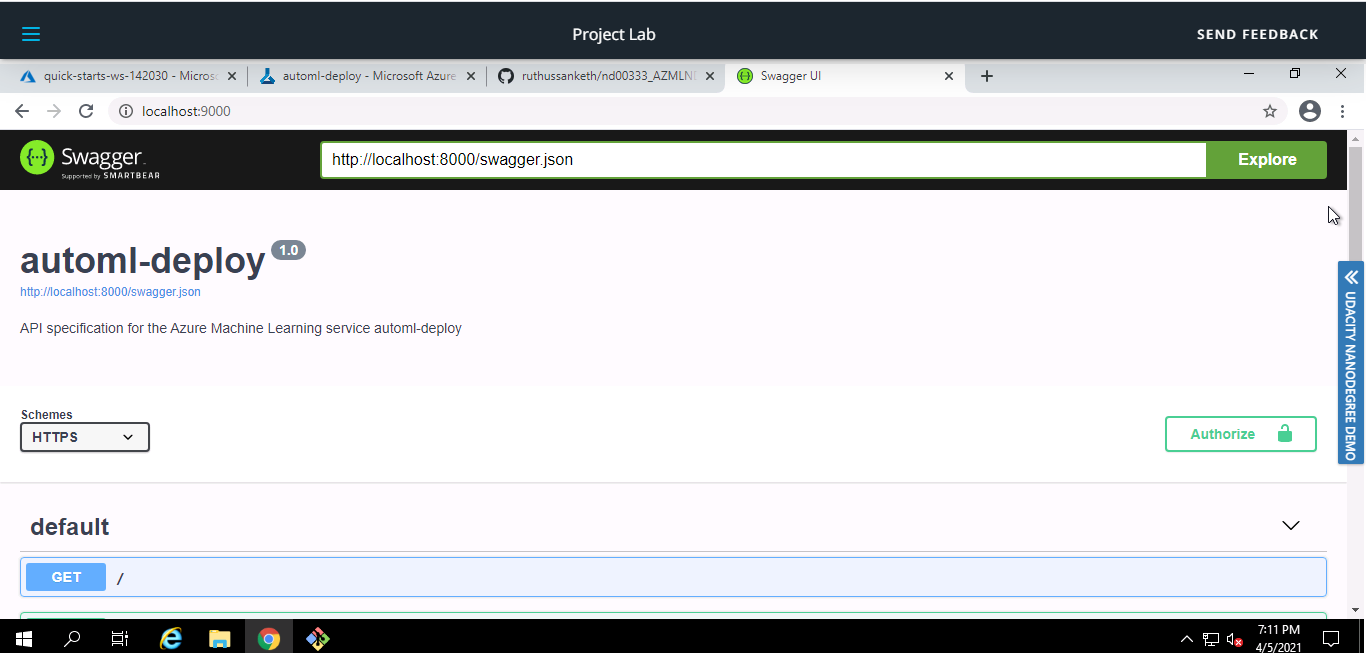 Project Lab
SEND FEEDBACK
quick-starts-ws-142030 - Micros
automl-deploy - Microsoft Azure
ruthussanketh/nd00333_AZMLN
Swagger UI
localhost:9000
Swagger
Supported by SMARTBEAR
http://localhost:8000/swagger.json
Explore
automl-deploy
1.0
http://localhost:8000/swagger.json
API specification for the Azure Machine Learning service automl-deploy
UDACITY NANODEGREE DEMO
Schemes
HTTPS
Authorize
default
GET
/
7:11 PM
4/5/2021